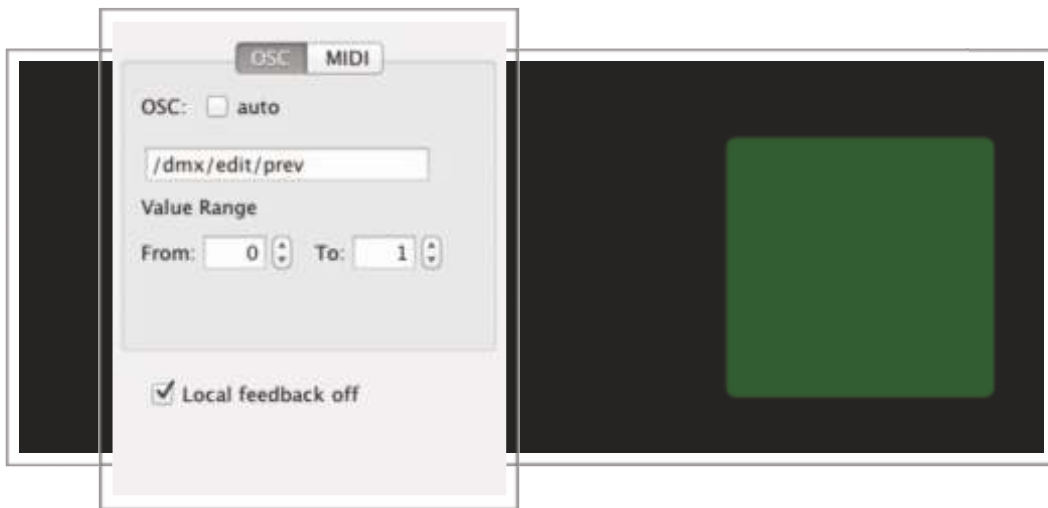 OSC MIDI
OSC: auto
/dmx/edit/prev
Value Range
From: 0 To: 1
Local feedback off